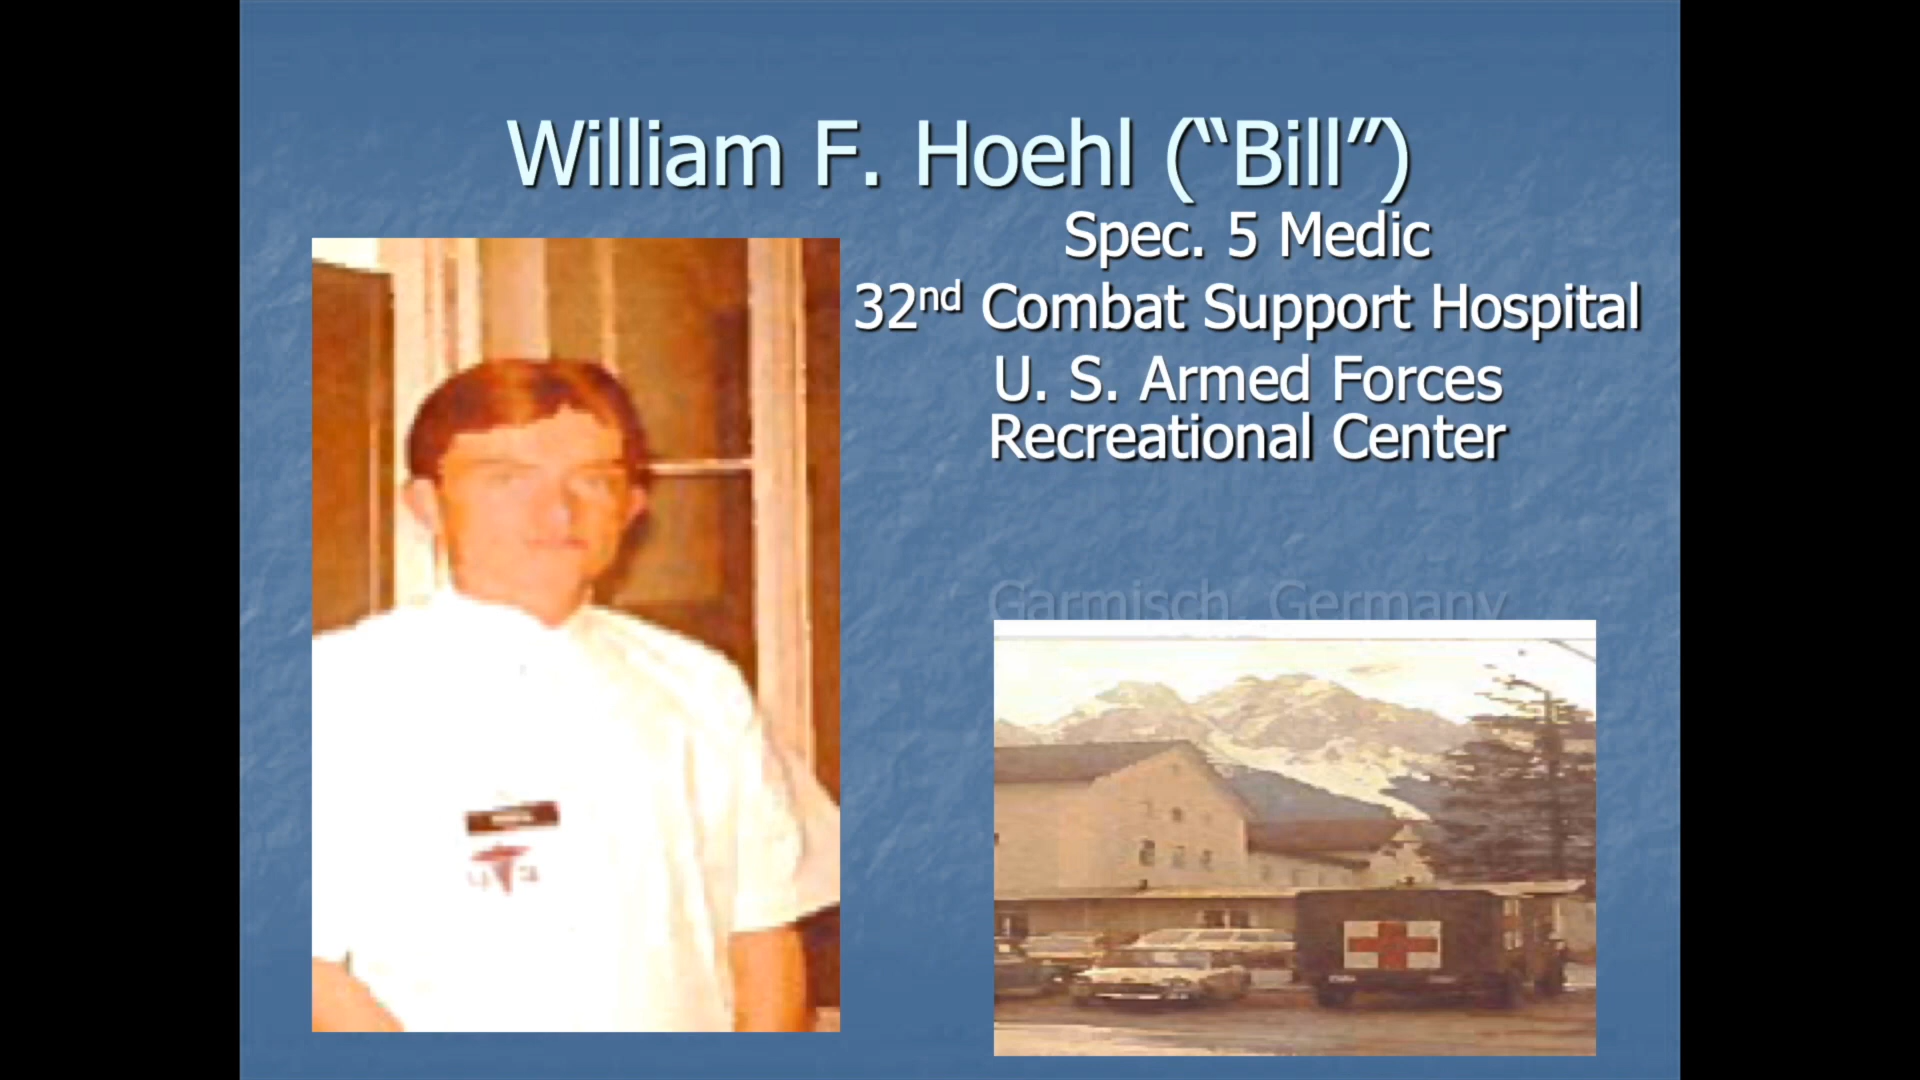 William F. Hoehl (“Bill”)
Spec. 5 Medic
32nd Combat Support Hospital
U. S. Armed Forces
Recreational Center
Garmisch, Germany